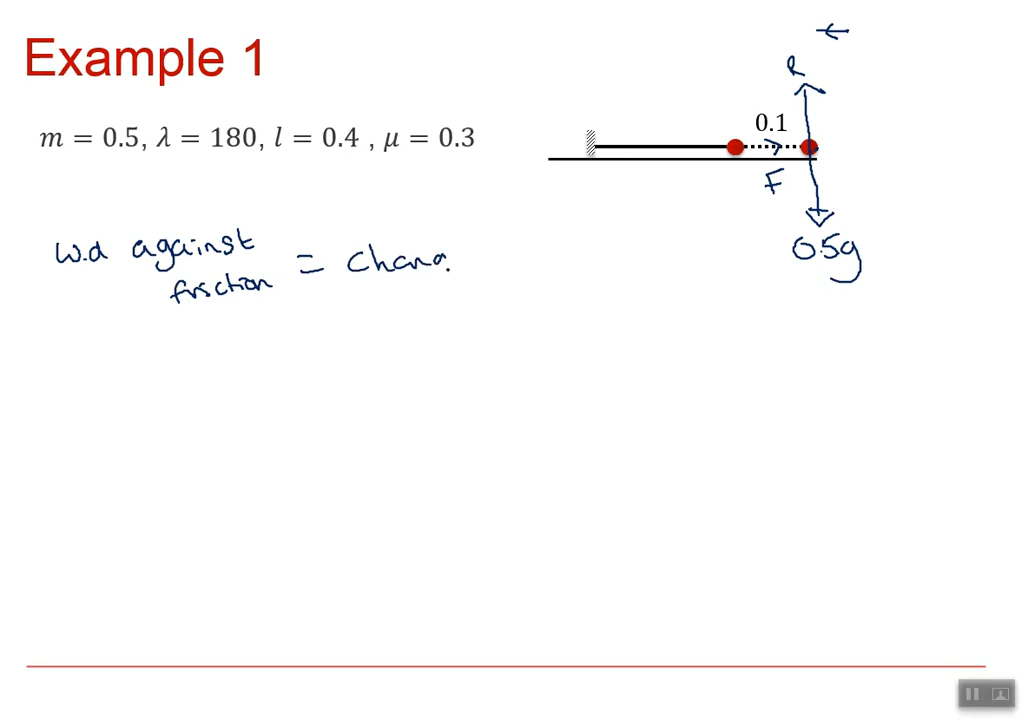 Example 1
m = 0.5, λ = 180, l = 0.4 , μ = 0.3
R
0.1
F
0.5g
w.d against
friction = chang